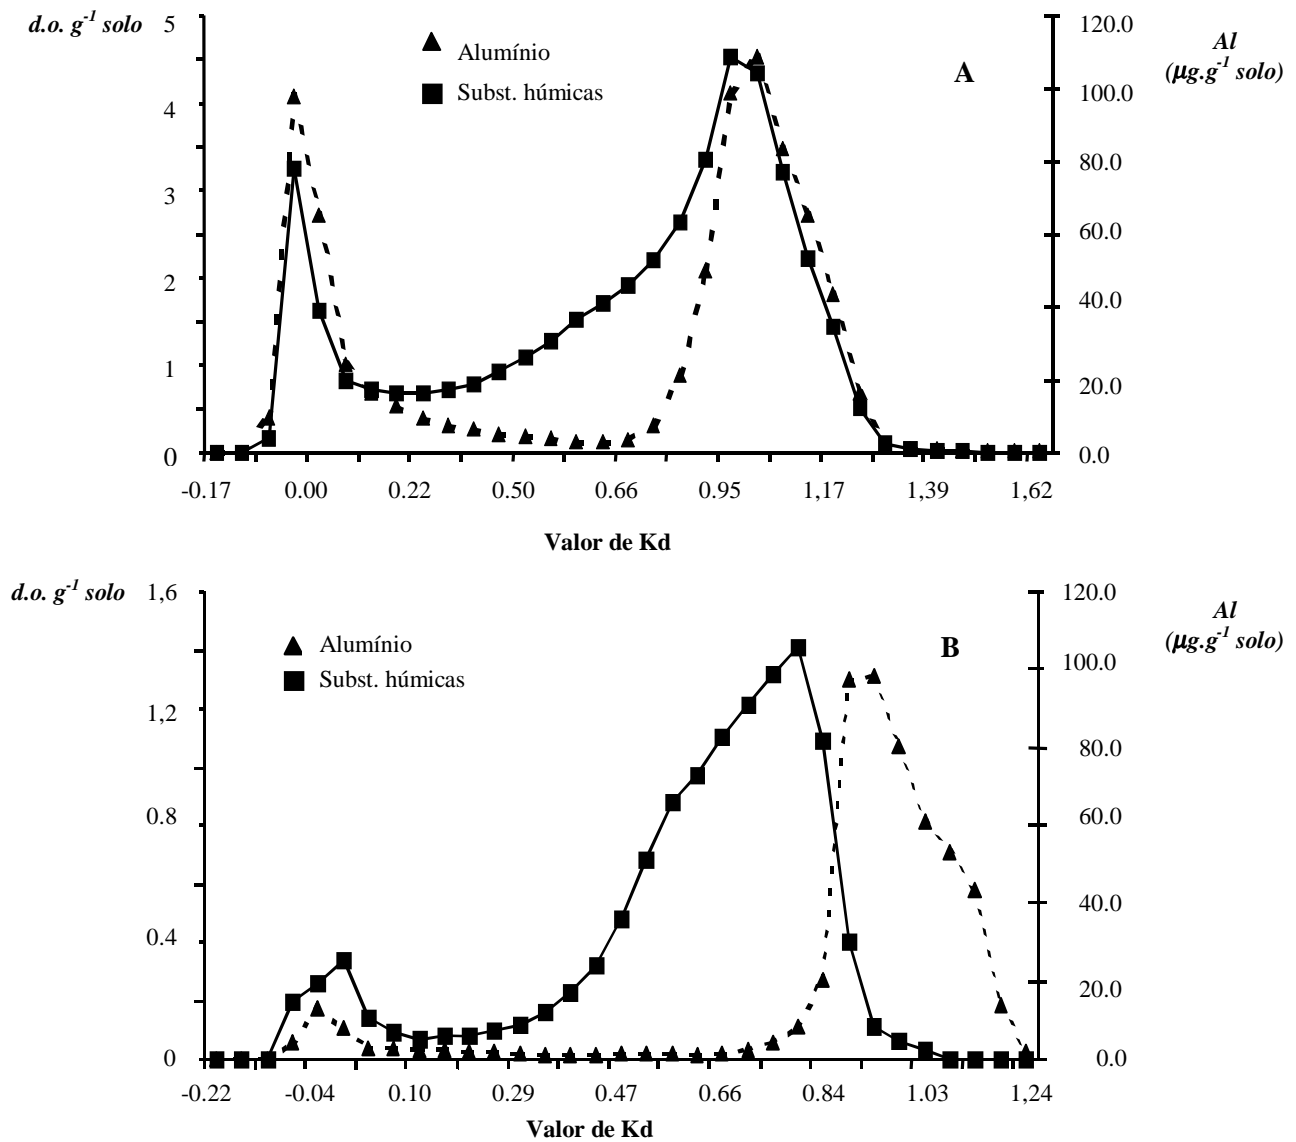 d.o. g-1 solo
5
4
3
2
1
0
Alumínio
Subst. húmicas
A
120.0
100.0
80.0
60.0
40.0
20.0
0.0
Al
(µg.g-1 solo)
-0.17 0.00 0.22 0.50 0.66 0.95 1,17 1,39 1,62
Valor de Kd
d.o. g-1 solo
1,6
1,2
0.8
0.4
0
Alumínio
Subst. húmicas
B
120.0
100.0
80.0
60.0
40.0
20.0
0.0
Al
(µg.g-1 solo)
-0.22 -0.04 0.10 0.29 0.47 0.66 0.84 1.03 1,24
Valor de Kd